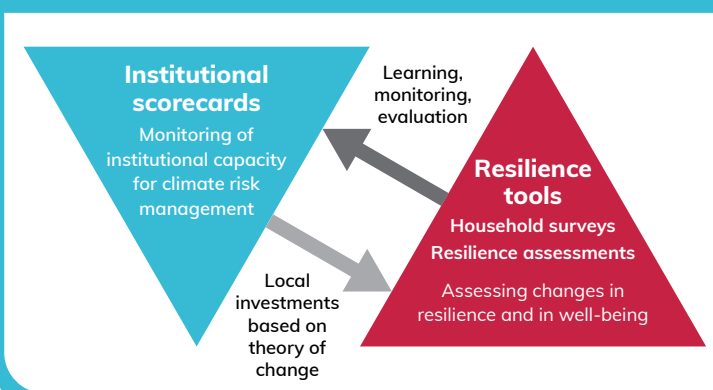 Institutional
scorecards
Monitoring of
institutional capacity
for climate risk
management
Learning,
monitoring,
evaluation
Resilience
tools
Household surveys
Resilience assessments
Assessing changes in
resilience and in well-being
Local
investments
based on
theory of
change